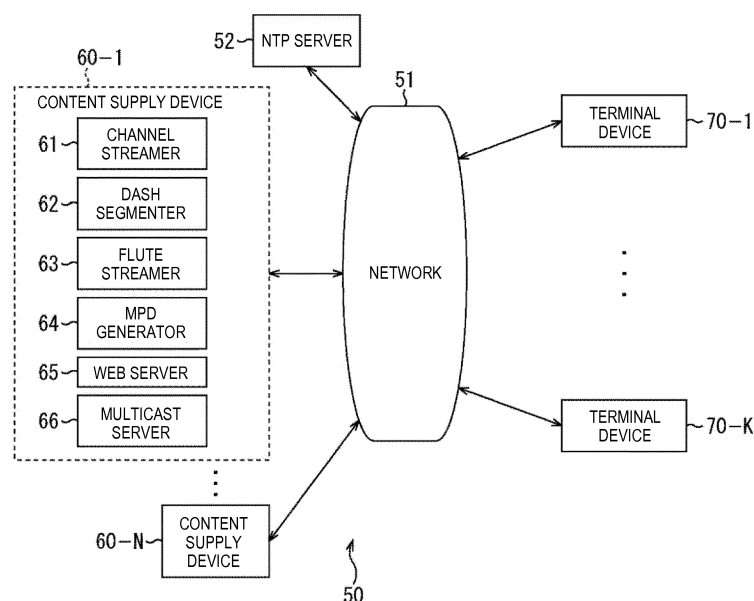 52
NTP SERVER
60-1
CONTENT SUPPLY DEVICE
61
CHANNEL
STREAMER
62
DASH
SEGMENTER
63
FLUTE
STREAMER
64
MPD
GENERATOR
65
WEB SERVER
66
MULTICAST
SERVER
60-N
CONTENT
SUPPLY
DEVICE
51
NETWORK
TERMINAL
DEVICE
70-1
TERMINAL
DEVICE
70-K
50